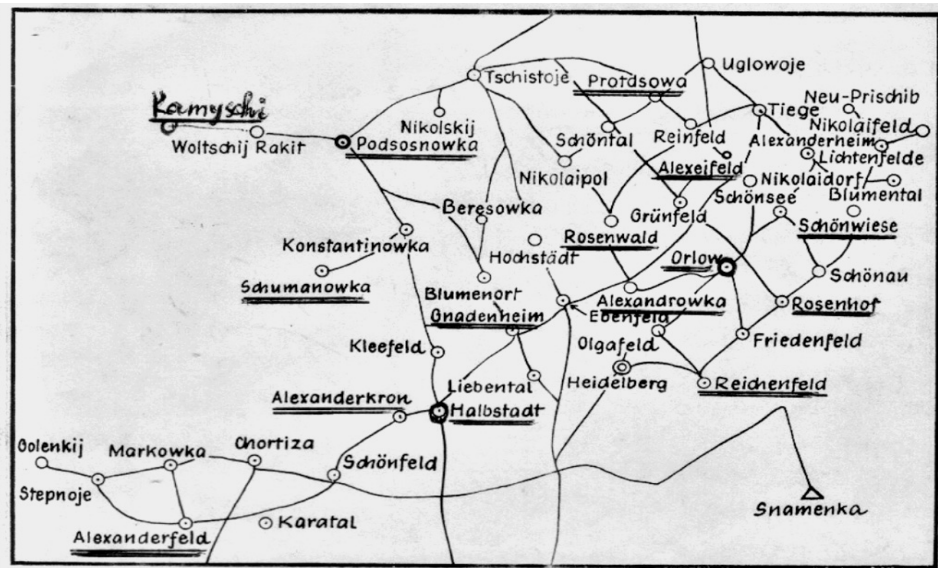 Uglowoje
Tschistoje
Protdsowa
Kamyschi
Neu-Prischib
Tiege
Nikolskij
Woltschij Rakit
Podsosnowka
Schöntal
Reinfeld
Alexanderheim
Nikolaifeld
Lichtenfelde
Nikolaipol
Alexeifeld
Nikolaidorf
Schönsee
Blumental
Beresowka
Grünfeld
Schönwiese
Konstantinowka
Rosenwald
Hochstädt
Orlow
Schönau
Schumanowka
Blumenort
Alexandrowka
Rosenhof
Gnadenheim
Ebenfeld
Kleefeld
Olgafeld
Friedenfeld
Liebental
Heidelberg
Reichenfeld
Alexanderkron
Halbstadt
Golenkij
Markowka
Chortiza
Schönfeld
Stepnoje
Snamenka
Karatal
Alexanderfeld